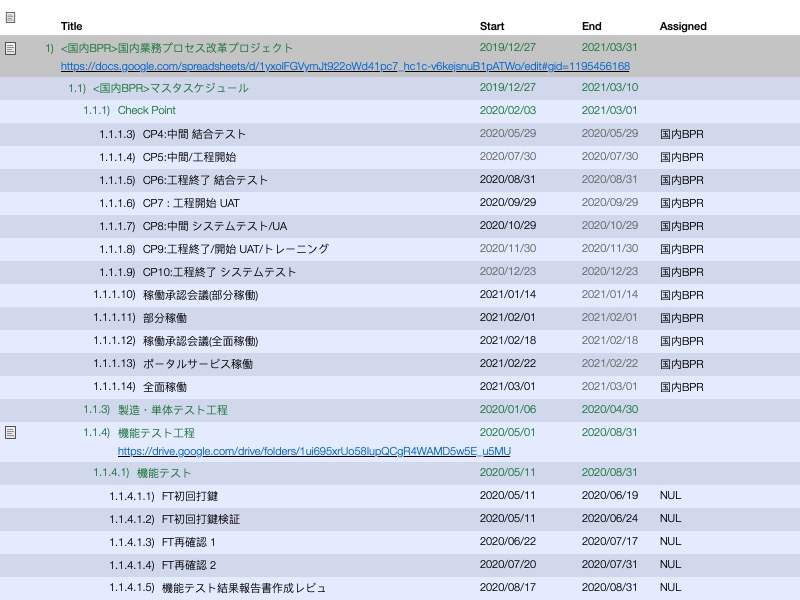 Title Start End Assigned
1) <国内BPR>国内業務プロセス改革プロジェクト 2019/12/27 2021/03/31
https://docs.google.com/spreadsheets/d/1yxolFGVymJt922oWd41pc7_hc1c-v6kejsnuB1pATWo/edit#gid=1195456168
1.1) <国内BPR>マスタスケジュール 2019/12/27 2021/03/10
1.1.1) Check Point 2020/02/03 2021/03/01
1.1.1.3) CP4:中間 結合テスト 2020/05/29 2020/05/29 国内BPR
1.1.1.4) CP5:中間/工程開始 2020/07/30 2020/07/30 国内BPR
1.1.1.5) CP6:工程終了 結合テスト 2020/08/31 2020/08/31 国内BPR
1.1.1.6) CP7 : 工程開始 UAT 2020/09/29 2020/09/29 国内BPR
1.1.1.7) CP8:中間 システムテスト/UA 2020/10/29 2020/10/29 国内BPR
1.1.1.8) CP9:工程終了/開始 UAT/トレーニング 2020/11/30 2020/11/30 国内BPR
1.1.1.9) CP10:工程終了 システムテスト 2020/12/23 2020/12/23 国内BPR
1.1.1.10) 稼働承認会議(部分稼働) 2021/01/14 2021/01/14 国内BPR
1.1.1.11) 部分稼働 2021/02/01 2021/02/01 国内BPR
1.1.1.12) 稼働承認会議(全面稼働) 2021/02/18 2021/02/18 国内BPR
1.1.1.13) ポータルサービス稼働 2021/02/22 2021/02/22 国内BPR
1.1.1.14) 全面稼働 2021/03/01 2021/03/01 国内BPR
1.1.3) 製造・単体テスト工程 2020/01/06 2020/04/30
1.1.4) 機能テスト工程 2020/05/01 2020/08/31
https://drive.google.com/drive/folders/1ui695xrUo58lupQCgR4WAMD5w5E_u5MU
1.1.4.1) 機能テスト 2020/05/11 2020/08/31
1.1.4.1.1) FT初回打鍵 2020/05/11 2020/06/19 NUL
1.1.4.1.2) FT初回打鍵検証 2020/05/11 2020/06/24 NUL
1.1.4.1.3) FT再確認 1 2020/06/22 2020/07/17 NUL
1.1.4.1.4) FT再確認 2 2020/07/20 2020/07/31 NUL
1.1.4.1.5) 機能テスト結果報告書作成レビュ 2020/08/17 2020/08/31 NUL